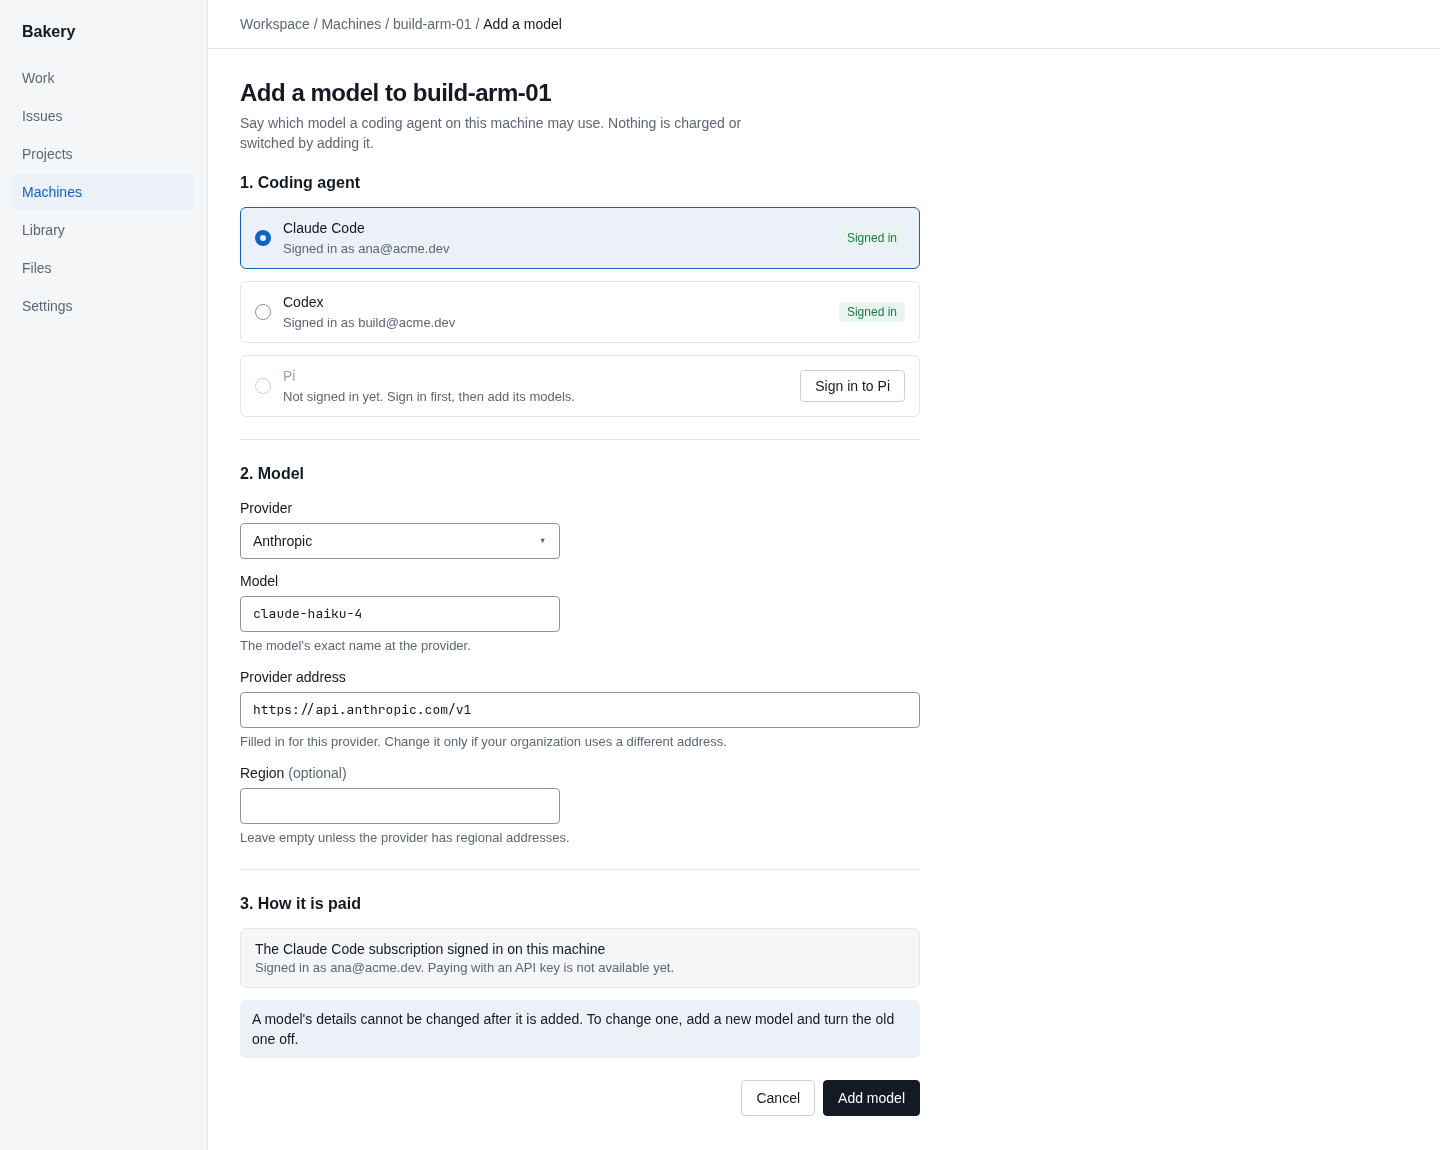 Bakery
Work
Issues
Projects
Machines
Library
Files
Settings
Workspace / Machines / build-arm-01 / Add a model
Add a model to build-arm-01
Say which model a coding agent on this machine may use. Nothing is charged or
switched by adding it.
1. Coding agent
Claude Code
Signed in as ana@acme.dev
Signed in
Codex
Signed in as build@acme.dev
Signed in
Pi
Not signed in yet. Sign in first, then add its models.
Sign in to Pi
2. Model
Provider
Anthropic
Model
claude-haiku-4
The model's exact name at the provider.
Provider address
https://api.anthropic.com/v1
Filled in for this provider. Change it only if your organization uses a different address.
Region (optional)
Leave empty unless the provider has regional addresses.
3. How it is paid
The Claude Code subscription signed in on this machine
Signed in as ana@acme.dev. Paying with an API key is not available yet.
A model's details cannot be changed after it is added. To change one, add a new model and turn the old
one off.
Cancel
Add model